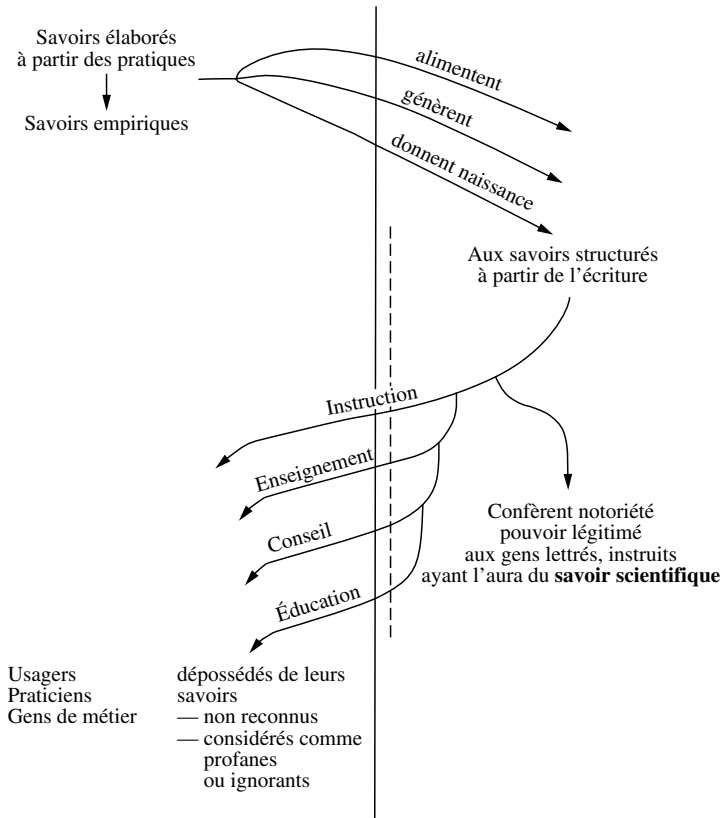 Savoirs élaborés
à partir des pratiques
Savoirs empiriques
alimentent
génèrent
donnent naissance
Aux savoirs structurés
à partir de l'écriture
Instruction
Enseignement
Conseil
Éducation
Confèrent notoriété
pouvoir légitimé
aux gens lettrés, instruits
ayant l'aura du savoir scientifique
Usagers dépossédés de leurs
Praticiens savoirs
Gens de métier — non reconnus
— considérés comme
profanes
ou ignorants